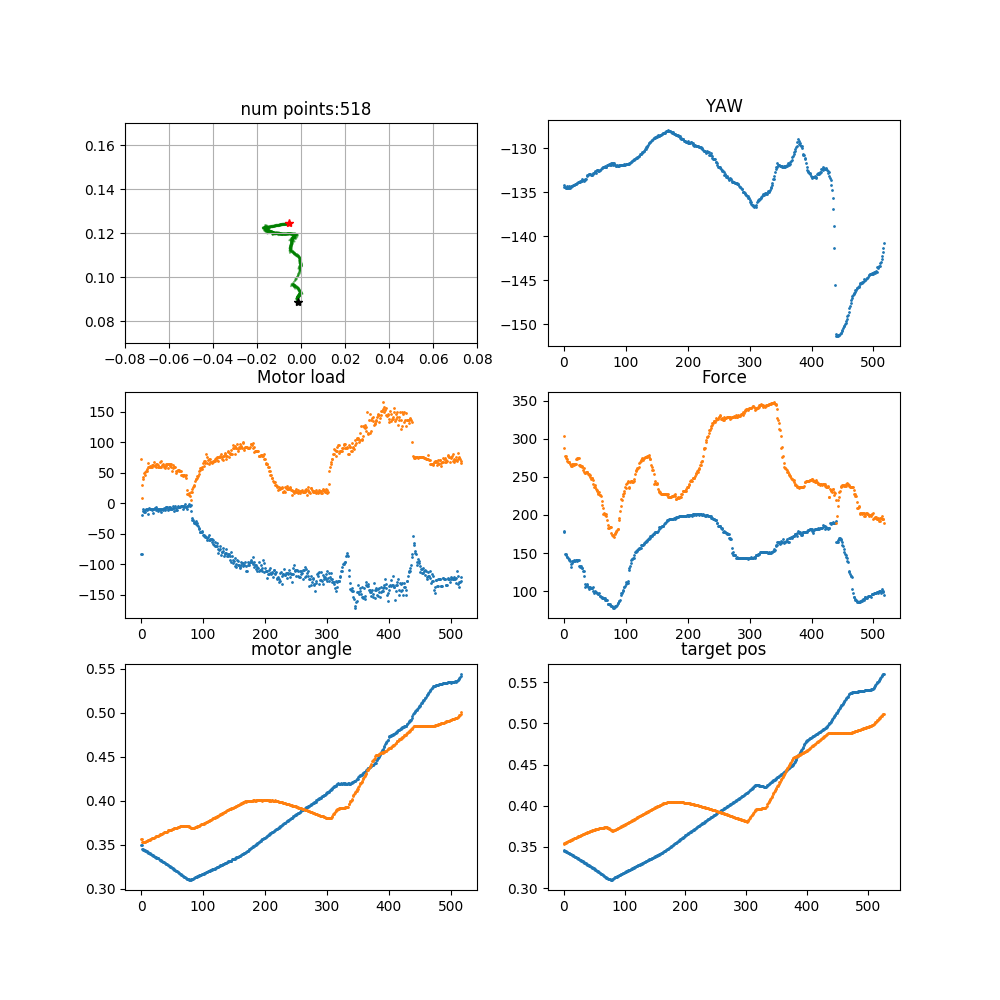 num points:518
0.16
0.14
0.12
0.10
0.08
−0.08 −0.06 −0.04 −0.02 0.00 0.02 0.04 0.06 0.08
YAW
−130
−135
−140
−145
−150
0 100 200 300 400 500
Motor load
150
100
50
0
−50
−100
−150
0 100 200 300 400 500
Force
350
300
250
200
150
100
0 100 200 300 400 500
motor angle
0.55
0.50
0.45
0.40
0.35
0.30
0 100 200 300 400 500
target pos
0.55
0.50
0.45
0.40
0.35
0.30
0 100 200 300 400 500